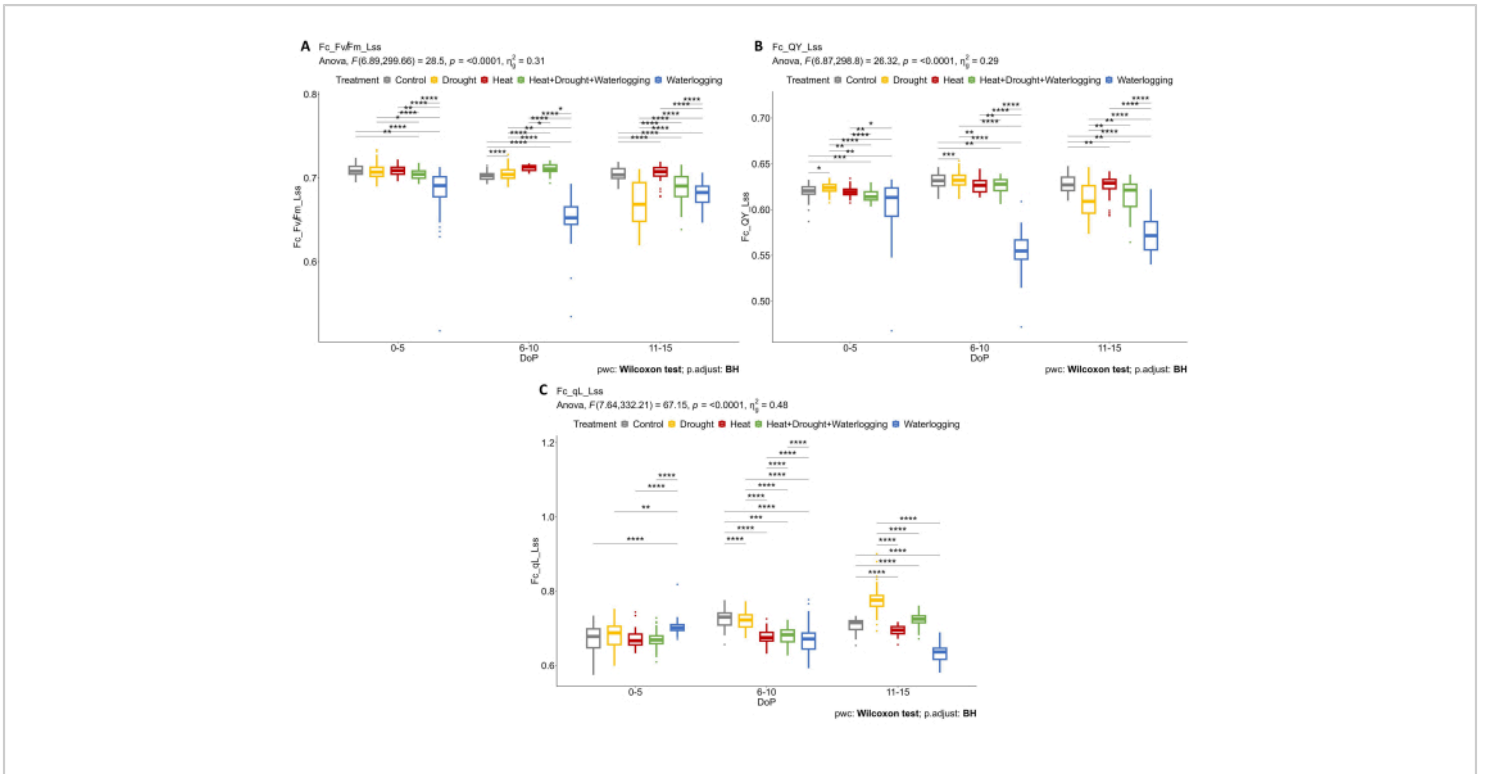 A Fc_Fv/Fm_Lss
Anova, F(6.89,299.66) = 28.5, p = <0.0001, η²g = 0.31
Treatment Control Drought Heat Heat+Drought+Waterlogging Waterlogging
Fc_Fv/Fm_Lss
0.8
0.7
0.6
0-5 6-10 11-15
DoP
pwc: Wilcoxon test; p.adjust: BH
B Fc_QY_Lss
Anova, F(6.87,298.8) = 26.32, p = <0.0001, η²g = 0.29
Treatment Control Drought Heat Heat+Drought+Waterlogging Waterlogging
Fc_QY_Lss
0.70
0.65
0.60
0.55
0.50
0-5 6-10 11-15
DoP
pwc: Wilcoxon test; p.adjust: BH
C Fc_qL_Lss
Anova, F(7.64,332.21) = 67.15, p = <0.0001, η²g = 0.48
Treatment Control Drought Heat Heat+Drought+Waterlogging Waterlogging
Fc_qL_Lss
1.2
1.0
0.8
0.6
0-5 6-10 11-15
DoP
pwc: Wilcoxon test; p.adjust: BH